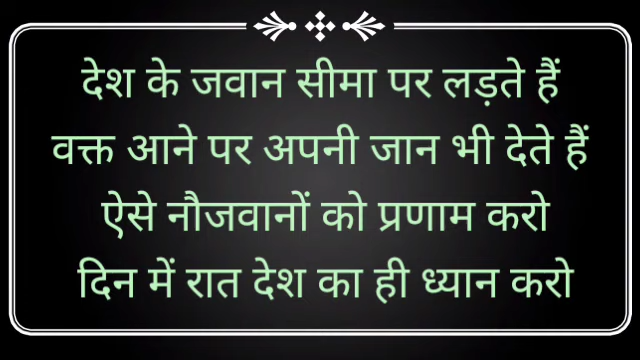 देश के जवान सीमा पर लड़ते हैं
वक्त आने पर अपनी जान भी देते हैं
ऐसे नौजवानों को प्रणाम करो
दिन में रात देश का ही ध्यान करो